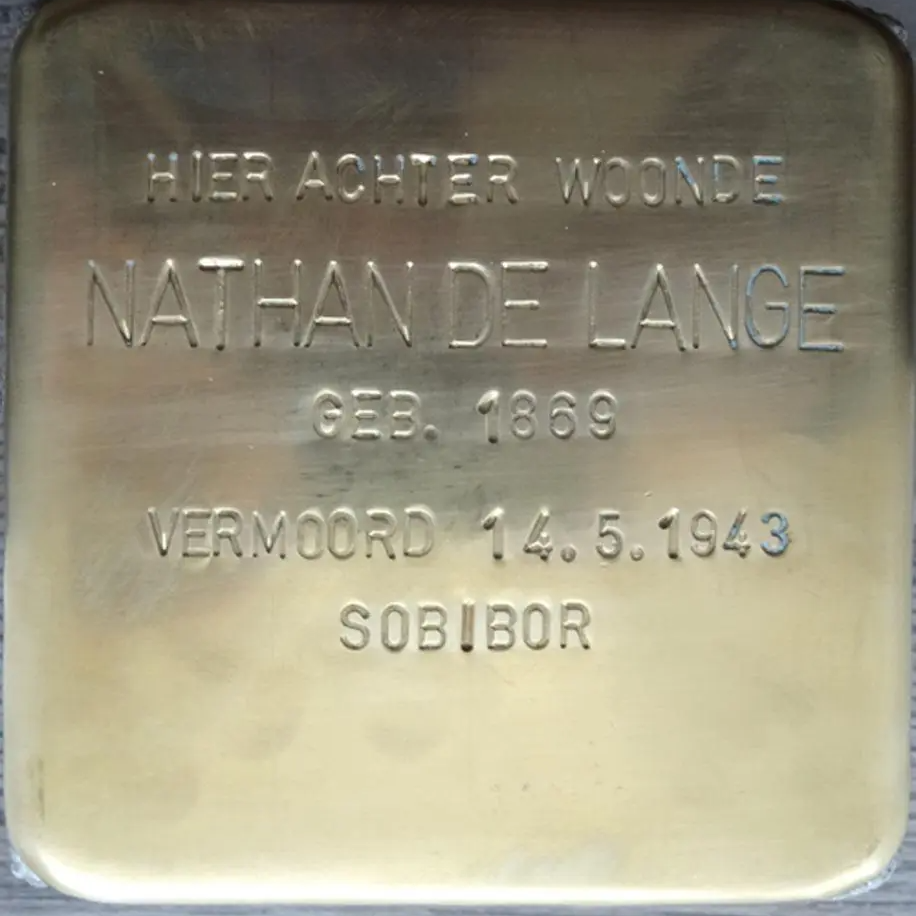 HIER ACHTER WOONDE
NATHAN DE LANGE
GEB. 1869
VERMOORD 14.5.1943
SOBIBOR